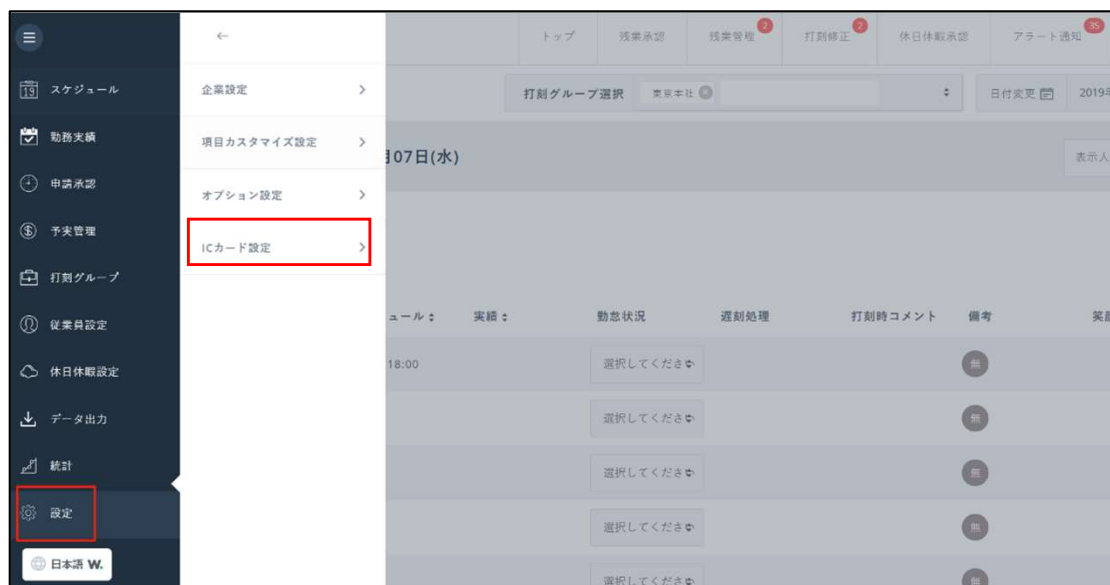 スケジュール
勤務実績
申請承認
予実管理
打刻グループ
従業員設定
休日休暇設定
データ出力
統計
設定
日本語 W.
企業設定
項目カスタマイズ設定
オプション設定
ICカード設定
トップ
残業承認
残業管理 2
打刻修正 2
休日休暇承認
アラート通知 35
打刻グループ選択 東京本社
日付変更 2019年
月07日(水)
表示人
ュール 実績 勤怠状況 遅刻処理 打刻時コメント 備考 笑顔
18:00 選択してくださ 無
選択してくださ 無
選択してくださ 無
選択してくださ 無
選択してくださ 無